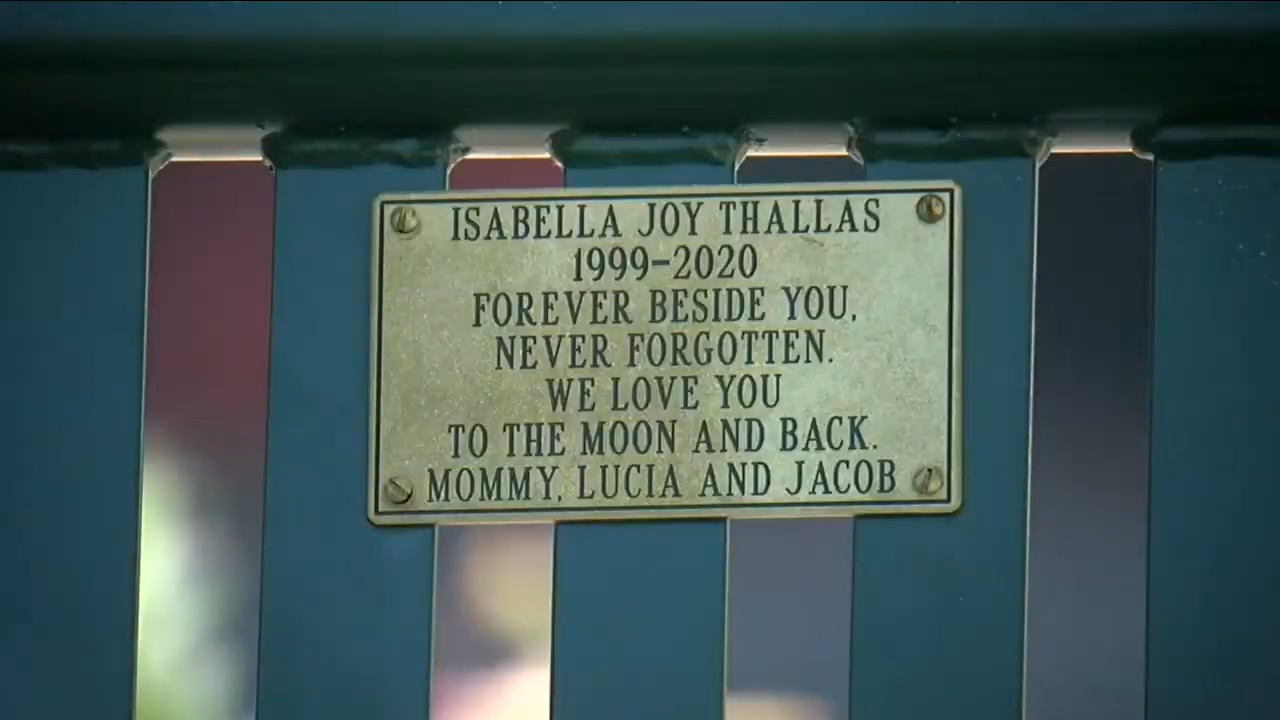 ISABELLA JOY THALLAS
1999-2020
FOREVER BESIDE YOU,
NEVER FORGOTTEN.
WE LOVE YOU
TO THE MOON AND BACK.
MOMMY, LUCIA AND JACOB